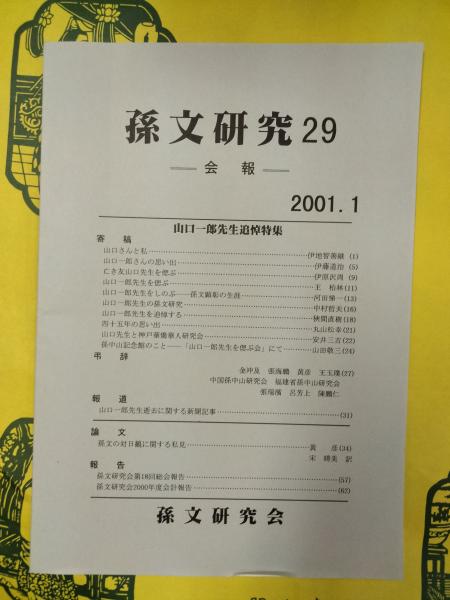 孫文研究29
― 会 報 ―
2001.1
山口一郎先生追悼特集
寄 稿
山口さんと私……伊地智善継 (1)
山口一郎さんの思い出……伊藤道治 (5)
亡き友山口先生を偲ぶ……伊原沢周 (9)
山口一郎先生を偲ぶ……王 柏林(11)
山口一郎先生をしのぶ――孫文顕彰の生涯……河田悌一(13)
山口一郎先生の孫文研究……中村哲夫(16)
山口一郎先生を追悼する……狭間直樹(18)
四十五年の思い出……丸山松幸(21)
山口先生と神戸華僑華人研究会……安井三吉(22)
孫中山記念館のこと――「山口一郎先生を偲ぶ会」にて……山田敬三(24)
弔 辞
金冲及 張海鵬 黄彦 王玉璞(27)
中国孫中山研究会 福建省孫中山研究会
張瑞濱 呂芳上 陳鵬仁
報 道
山口一郎先生逝去に関する新聞記事……(31)
論 文
孫文の対日観に関する私見……黄 彦(34)
宋 晴美 訳
報 告
孫文研究会第18回総会報告……(57)
孫文研究会2000年度会計報告……(62)
孫文研究会